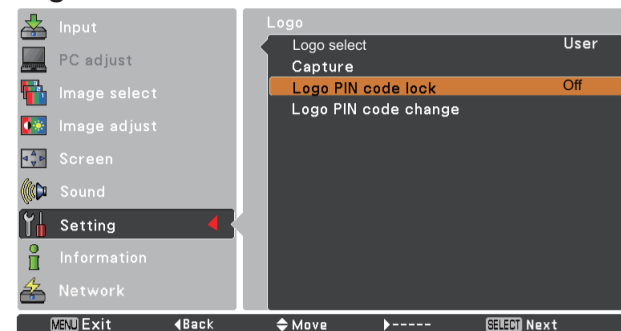 Input
PC adjust
Image select
Image adjust
Screen
Sound
Setting
Information
Network
Logo
Logo select User
Capture
Logo PIN code lock Off
Logo PIN code change
MENU Exit Back Move ----- SELECT Next